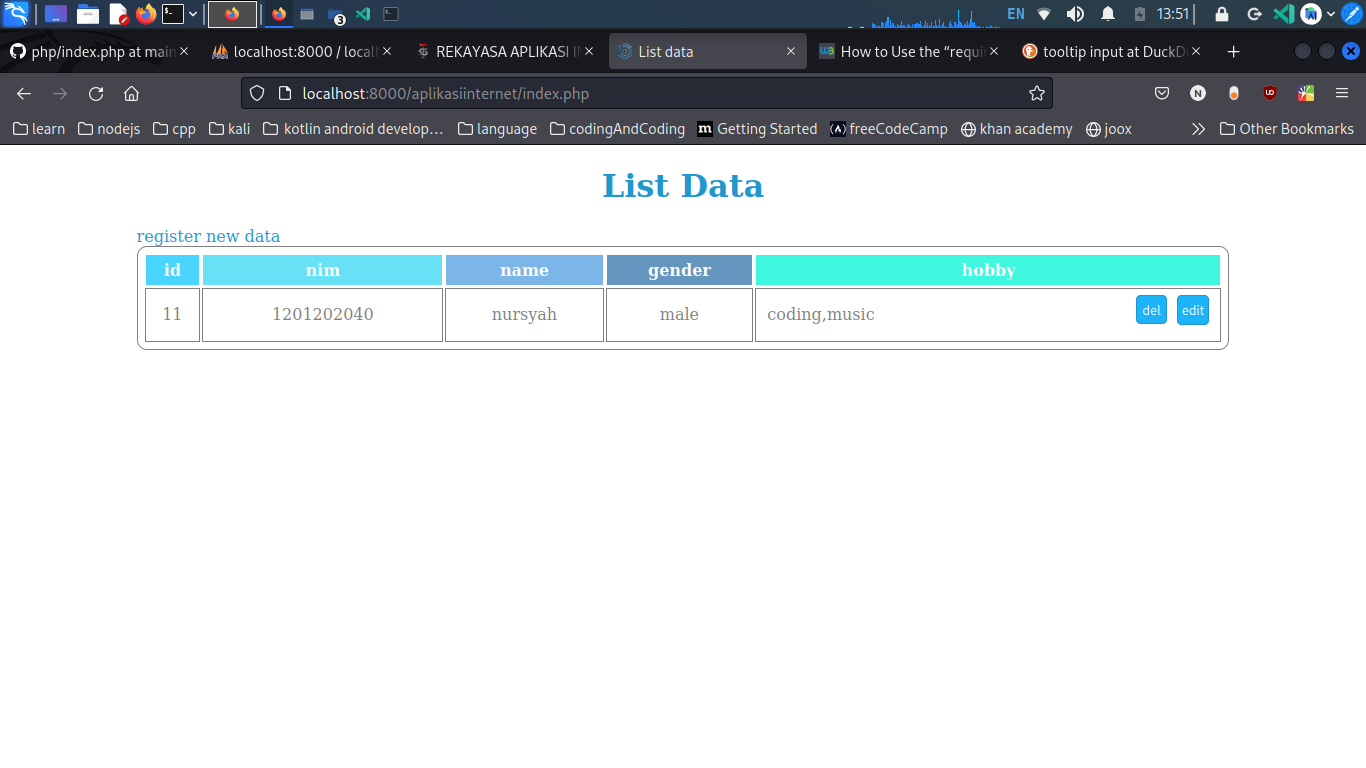 EN 13:51
3
php/index.php at main localhost:8000 / local REKAYASA APLIKASI I List data How to Use the “requi tooltip input at DuckD
localhost:8000/aplikasiinternet/index.php
learn nodejs cpp kali kotlin android develop… language codingAndCoding m Getting Started freeCodeCamp khan academy joox Other Bookmarks
List Data
register new data
id nim name gender hobby
11 1201202040 nursyah male coding,music del edit